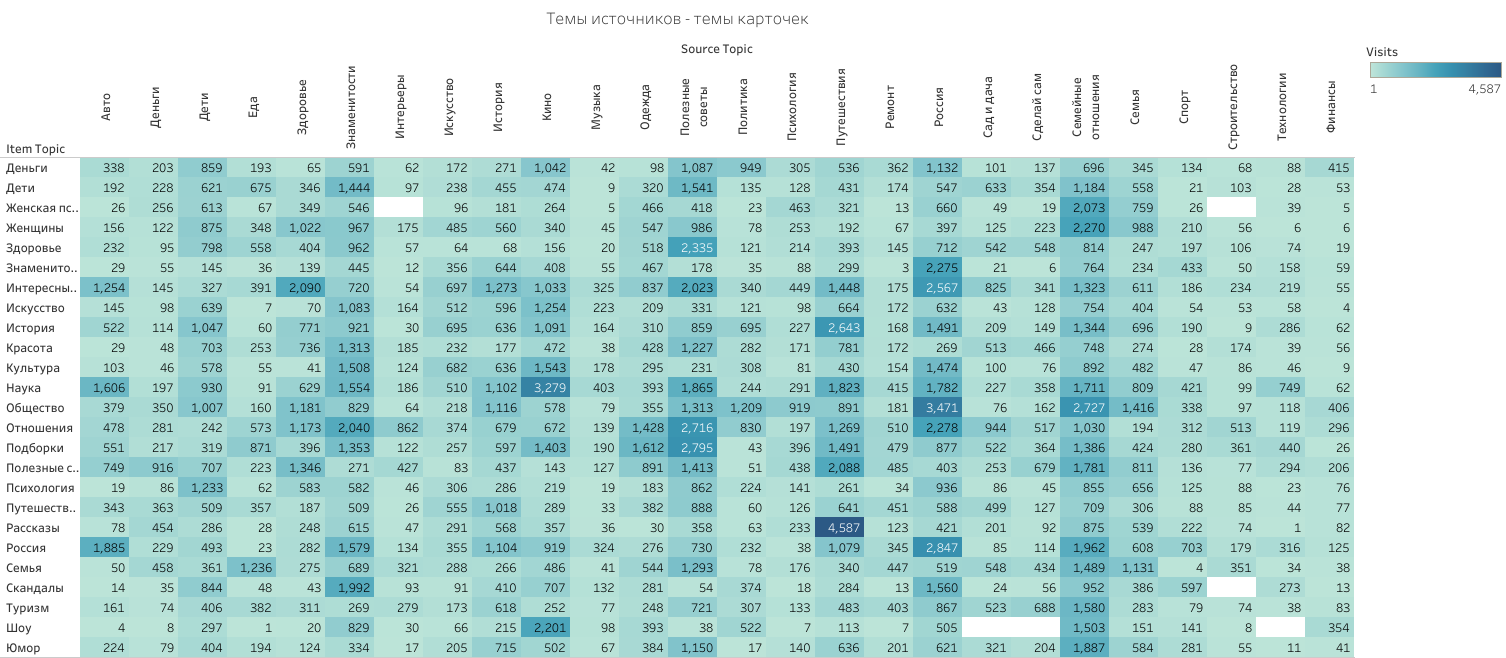 Темы источников - темы карточек
Source Topic
Visits
1 4,587
Item Topic Авто Деньги Дети Еда Здоровье Знаменитости Интерьеры Искусство История Кино Музыка Одежда Полезные советы Политика Психология Путешествия Ремонт Россия Сад и дача Сделай сам Семейные отношения Семья Спорт Строительство Технологии Финансы
Деньги 338 203 859 193 65 591 62 172 271 1,042 42 98 1,087 949 305 536 362 1,132 101 137 696 345 134 68 88 415
Дети 192 228 621 675 346 1,444 97 238 455 474 9 320 1,541 135 128 431 174 547 633 354 1,184 558 21 103 28 53
Женская пс.. 26 256 613 67 349 546 96 181 264 5 466 418 23 463 321 13 660 49 19 2,073 759 26 39 5
Женщины 156 122 875 348 1,022 967 175 485 560 340 45 547 986 78 253 192 67 397 125 223 2,270 988 210 56 6 6
Здоровье 232 95 798 558 404 962 57 64 68 156 20 518 2,335 121 214 393 145 712 542 548 814 247 197 106 74 19
Знаменито.. 29 55 145 36 139 445 12 356 644 408 55 467 178 35 88 299 3 2,275 21 6 764 234 433 50 158 59
Интересны.. 1,254 145 327 391 2,090 720 54 697 1,273 1,033 325 837 2,023 340 449 1,448 175 2,567 825 341 1,323 611 186 234 219 55
Искусство 145 98 639 7 70 1,083 164 512 596 1,254 223 209 331 121 98 664 172 632 43 128 754 404 54 53 58 4
История 522 114 1,047 60 771 921 30 695 636 1,091 164 310 859 695 227 2,643 168 1,491 209 149 1,344 696 190 9 286 62
Красота 29 48 703 253 736 1,313 185 232 177 472 38 428 1,227 282 171 781 172 269 513 466 748 274 28 174 39 56
Культура 103 46 578 55 41 1,508 124 682 636 1,543 178 295 231 308 81 430 154 1,474 100 76 892 482 47 86 46 9
Наука 1,606 197 930 91 629 1,554 186 510 1,102 3,279 403 393 1,865 244 291 1,823 415 1,782 227 358 1,711 809 421 99 749 62
Общество 379 350 1,007 160 1,181 829 64 218 1,116 578 79 355 1,313 1,209 919 891 181 3,471 76 162 2,727 1,416 338 97 118 406
Отношения 478 281 242 573 1,173 2,040 862 374 679 672 139 1,428 2,716 830 197 1,269 510 2,278 944 517 1,030 194 312 513 119 296
Подборки 551 217 319 871 396 1,353 122 257 597 1,403 190 1,612 2,795 43 396 1,491 479 877 522 364 1,386 424 280 361 440 26
Полезные с.. 749 916 707 223 1,346 271 427 83 437 143 127 891 1,413 51 438 2,088 485 403 253 679 1,781 811 136 77 294 206
Психология 19 86 1,233 62 583 582 46 306 286 219 19 183 862 224 141 261 34 936 86 45 855 656 125 88 23 76
Путешеств.. 343 363 509 357 187 509 26 555 1,018 289 33 382 888 60 126 641 451 588 499 127 709 306 88 85 44 77
Рассказы 78 454 286 28 248 615 47 291 568 357 36 30 358 63 233 4,587 123 421 201 92 875 539 222 74 1 82
Россия 1,885 229 493 23 282 1,579 134 355 1,104 919 324 276 730 232 38 1,079 345 2,847 85 114 1,962 608 703 179 316 125
Семья 50 458 361 1,236 275 689 321 288 266 486 41 544 1,293 78 176 340 447 519 548 434 1,489 1,131 4 351 34 38
Скандалы 14 35 844 48 43 1,992 93 91 410 707 132 281 54 374 18 284 13 1,560 24 56 952 386 597 273 13
Туризм 161 74 406 382 311 269 279 173 618 252 77 248 721 307 133 483 403 867 523 688 1,580 283 79 74 38 83
Шоу 4 8 297 1 20 829 30 66 215 2,201 98 393 38 522 7 113 7 505 1,503 151 141 8 354
Юмор 224 79 404 194 124 334 17 205 715 502 67 384 1,150 17 140 636 201 621 321 204 1,887 584 281 55 11 41